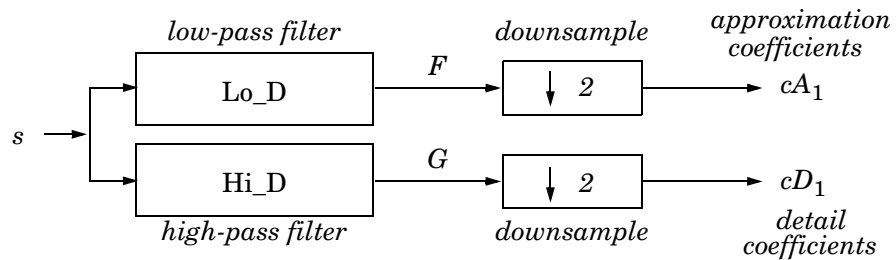 low-pass filter
downsample
approximation
coefficients
Lo_D
F
2
cA1
s
Hi_D
G
2
cD1
high-pass filter
downsample
detail
coefficients